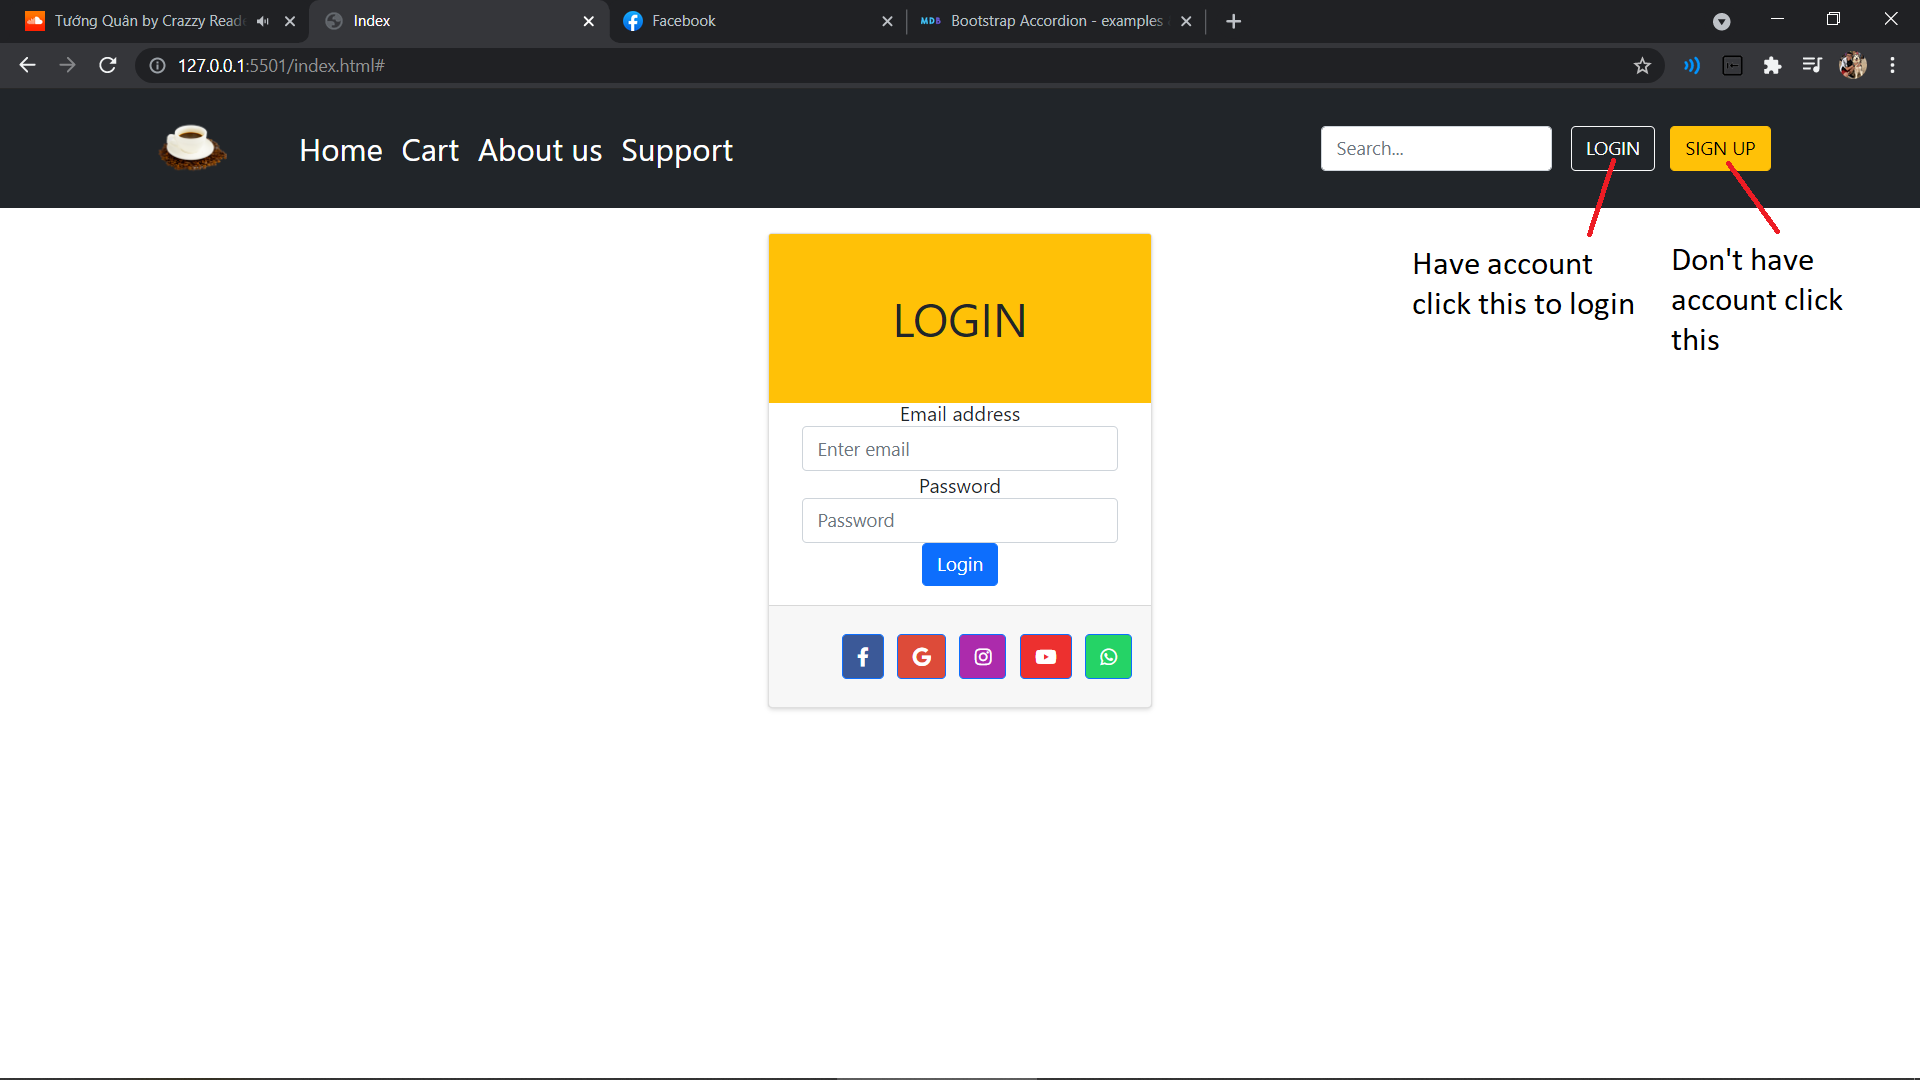 Tướng Quân by Crazzy Read
Index
Facebook
MDB Bootstrap Accordion - examples
127.0.0.1:5501/index.html#
Home Cart About us Support
Search...
LOGIN
SIGN UP
Have account
click this to login
Don't have
account click
this
LOGIN
Email address
Enter email
Password
Password
Login